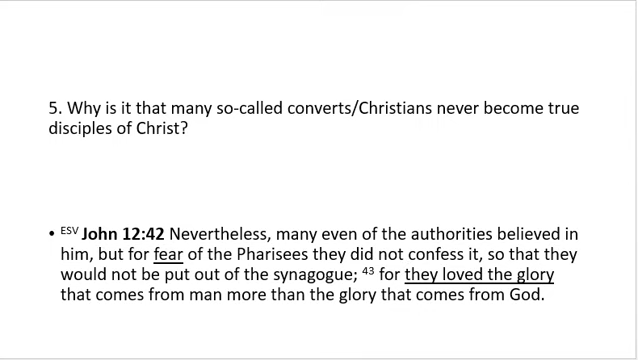 5. Why is it that many so-called converts/Christians never become true
disciples of Christ?
• ESV John 12:42 Nevertheless, many even of the authorities believed in
him, but for fear of the Pharisees they did not confess it, so that they
would not be put out of the synagogue; 43 for they loved the glory
that comes from man more than the glory that comes from God.